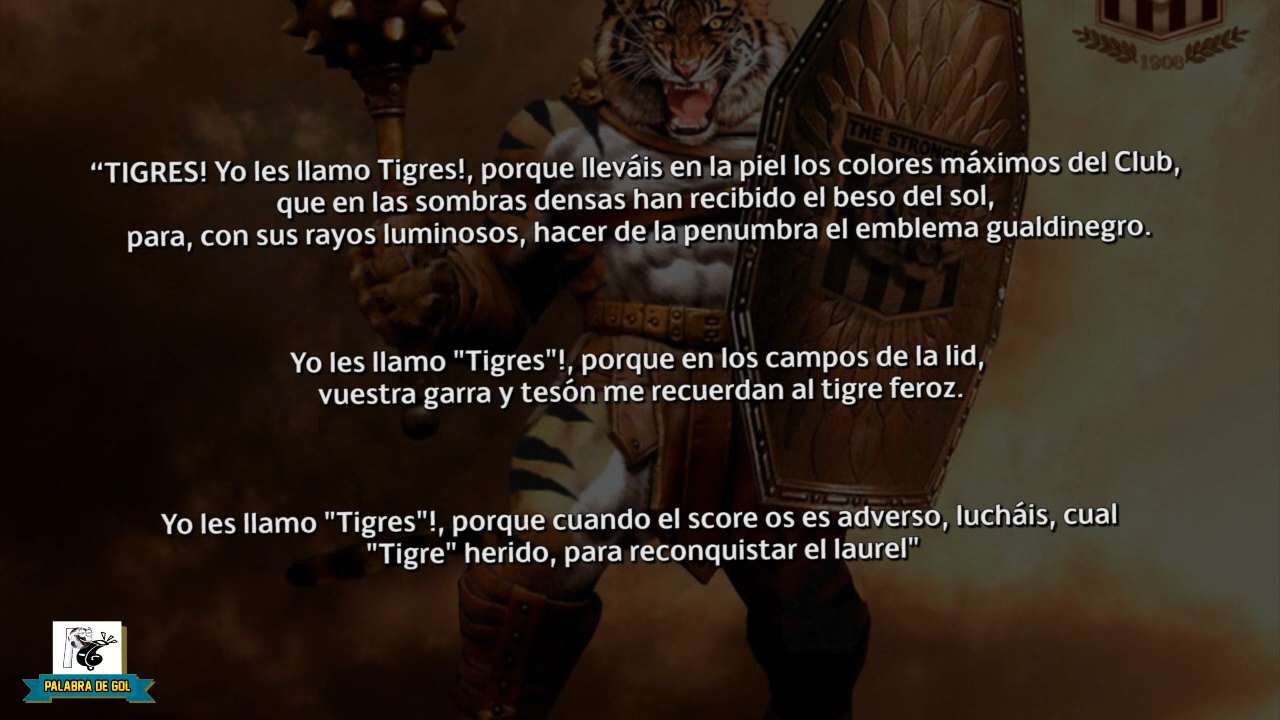 1908
THE STRONGEST
“TIGRES! Yo les llamo Tigres!, porque lleváis en la piel los colores máximos del Club,
que en las sombras densas han recibido el beso del sol,
para, con sus rayos luminosos, hacer de la penumbra el emblema gualdinegro.
Yo les llamo "Tigres"!, porque en los campos de la lid,
vuestra garra y tesón me recuerdan al tigre feroz.
Yo les llamo "Tigres"!, porque cuando el score os es adverso, lucháis, cual
"Tigre" herido, para reconquistar el laurel"
PALABRA DE GOL